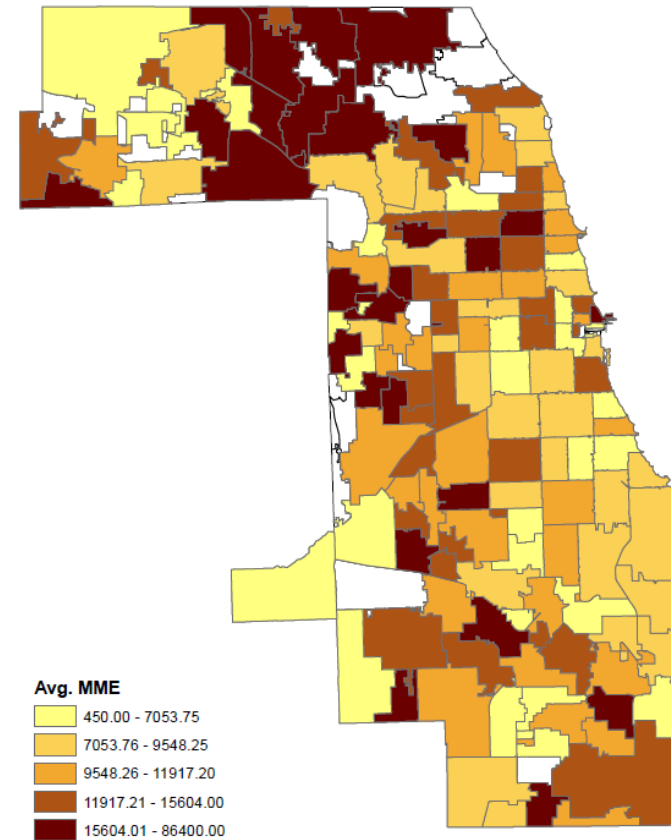 Avg. MME
450.00 - 7053.75
7053.76 - 9548.25
9548.26 - 11917.20
11917.21 - 15604.00
15604.01 - 86400.00